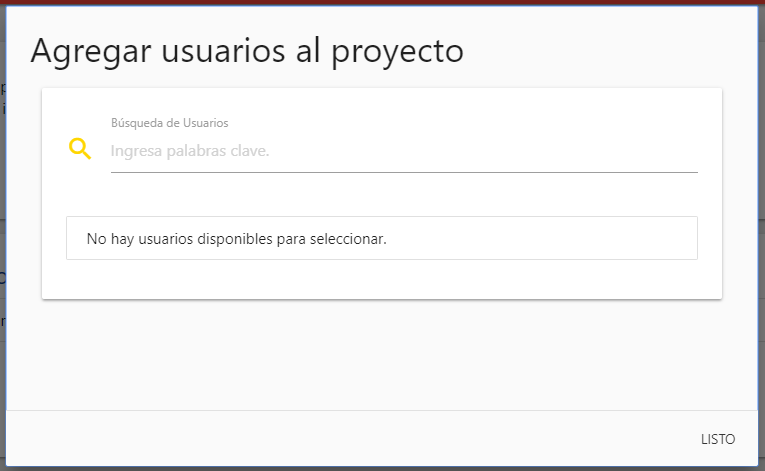 Agregar usuarios al proyecto
Búsqueda de Usuarios
Ingresa palabras clave.
No hay usuarios disponibles para seleccionar.
LISTO